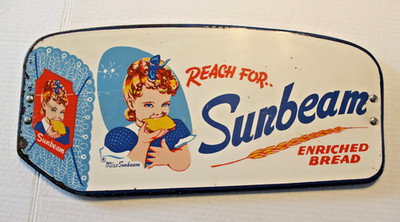 Sunbeam
Miss Sunbeam
REACH FOR..
Sunbeam
ENRICHED
BREAD